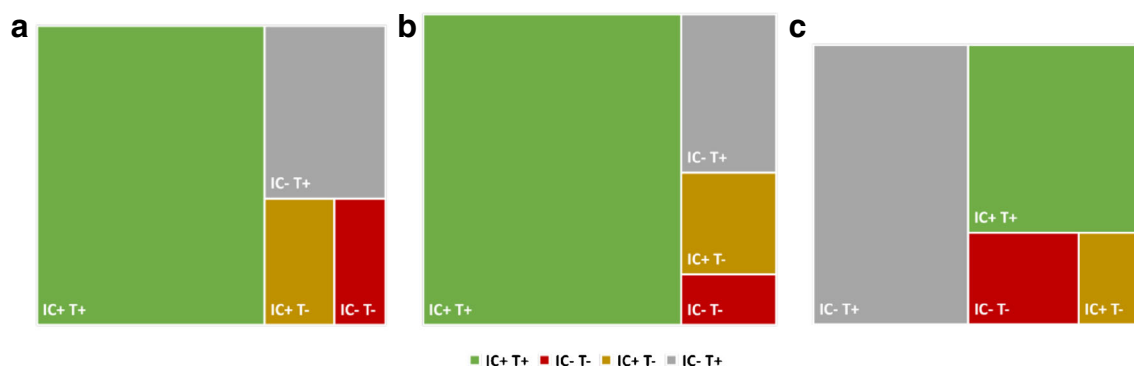 a
IC+ T+
IC- T+
IC+ T-
IC- T-
b
IC+ T+
IC- T+
IC+ T-
IC- T-
c
IC- T+
IC+ T+
IC- T-
IC+ T-
IC+ T+ IC- T- IC+ T- IC- T+